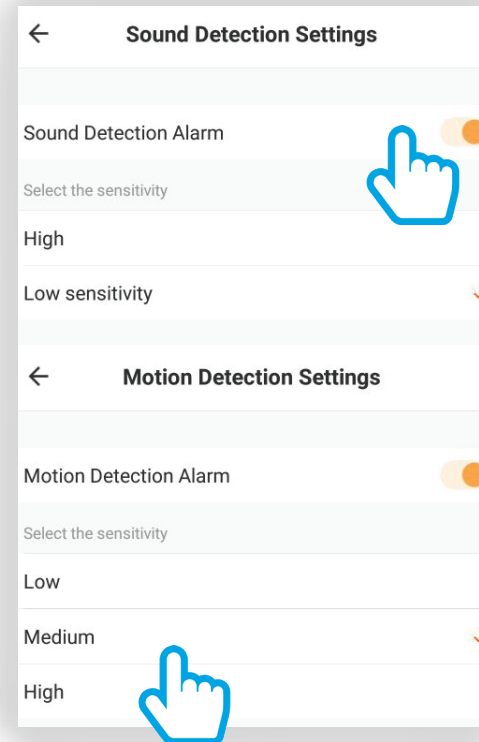 Sound Detection Settings
Sound Detection Alarm
Select the sensitivity
High
Low sensitivity
Motion Detection Settings
Motion Detection Alarm
Select the sensitivity
Low
Medium
High